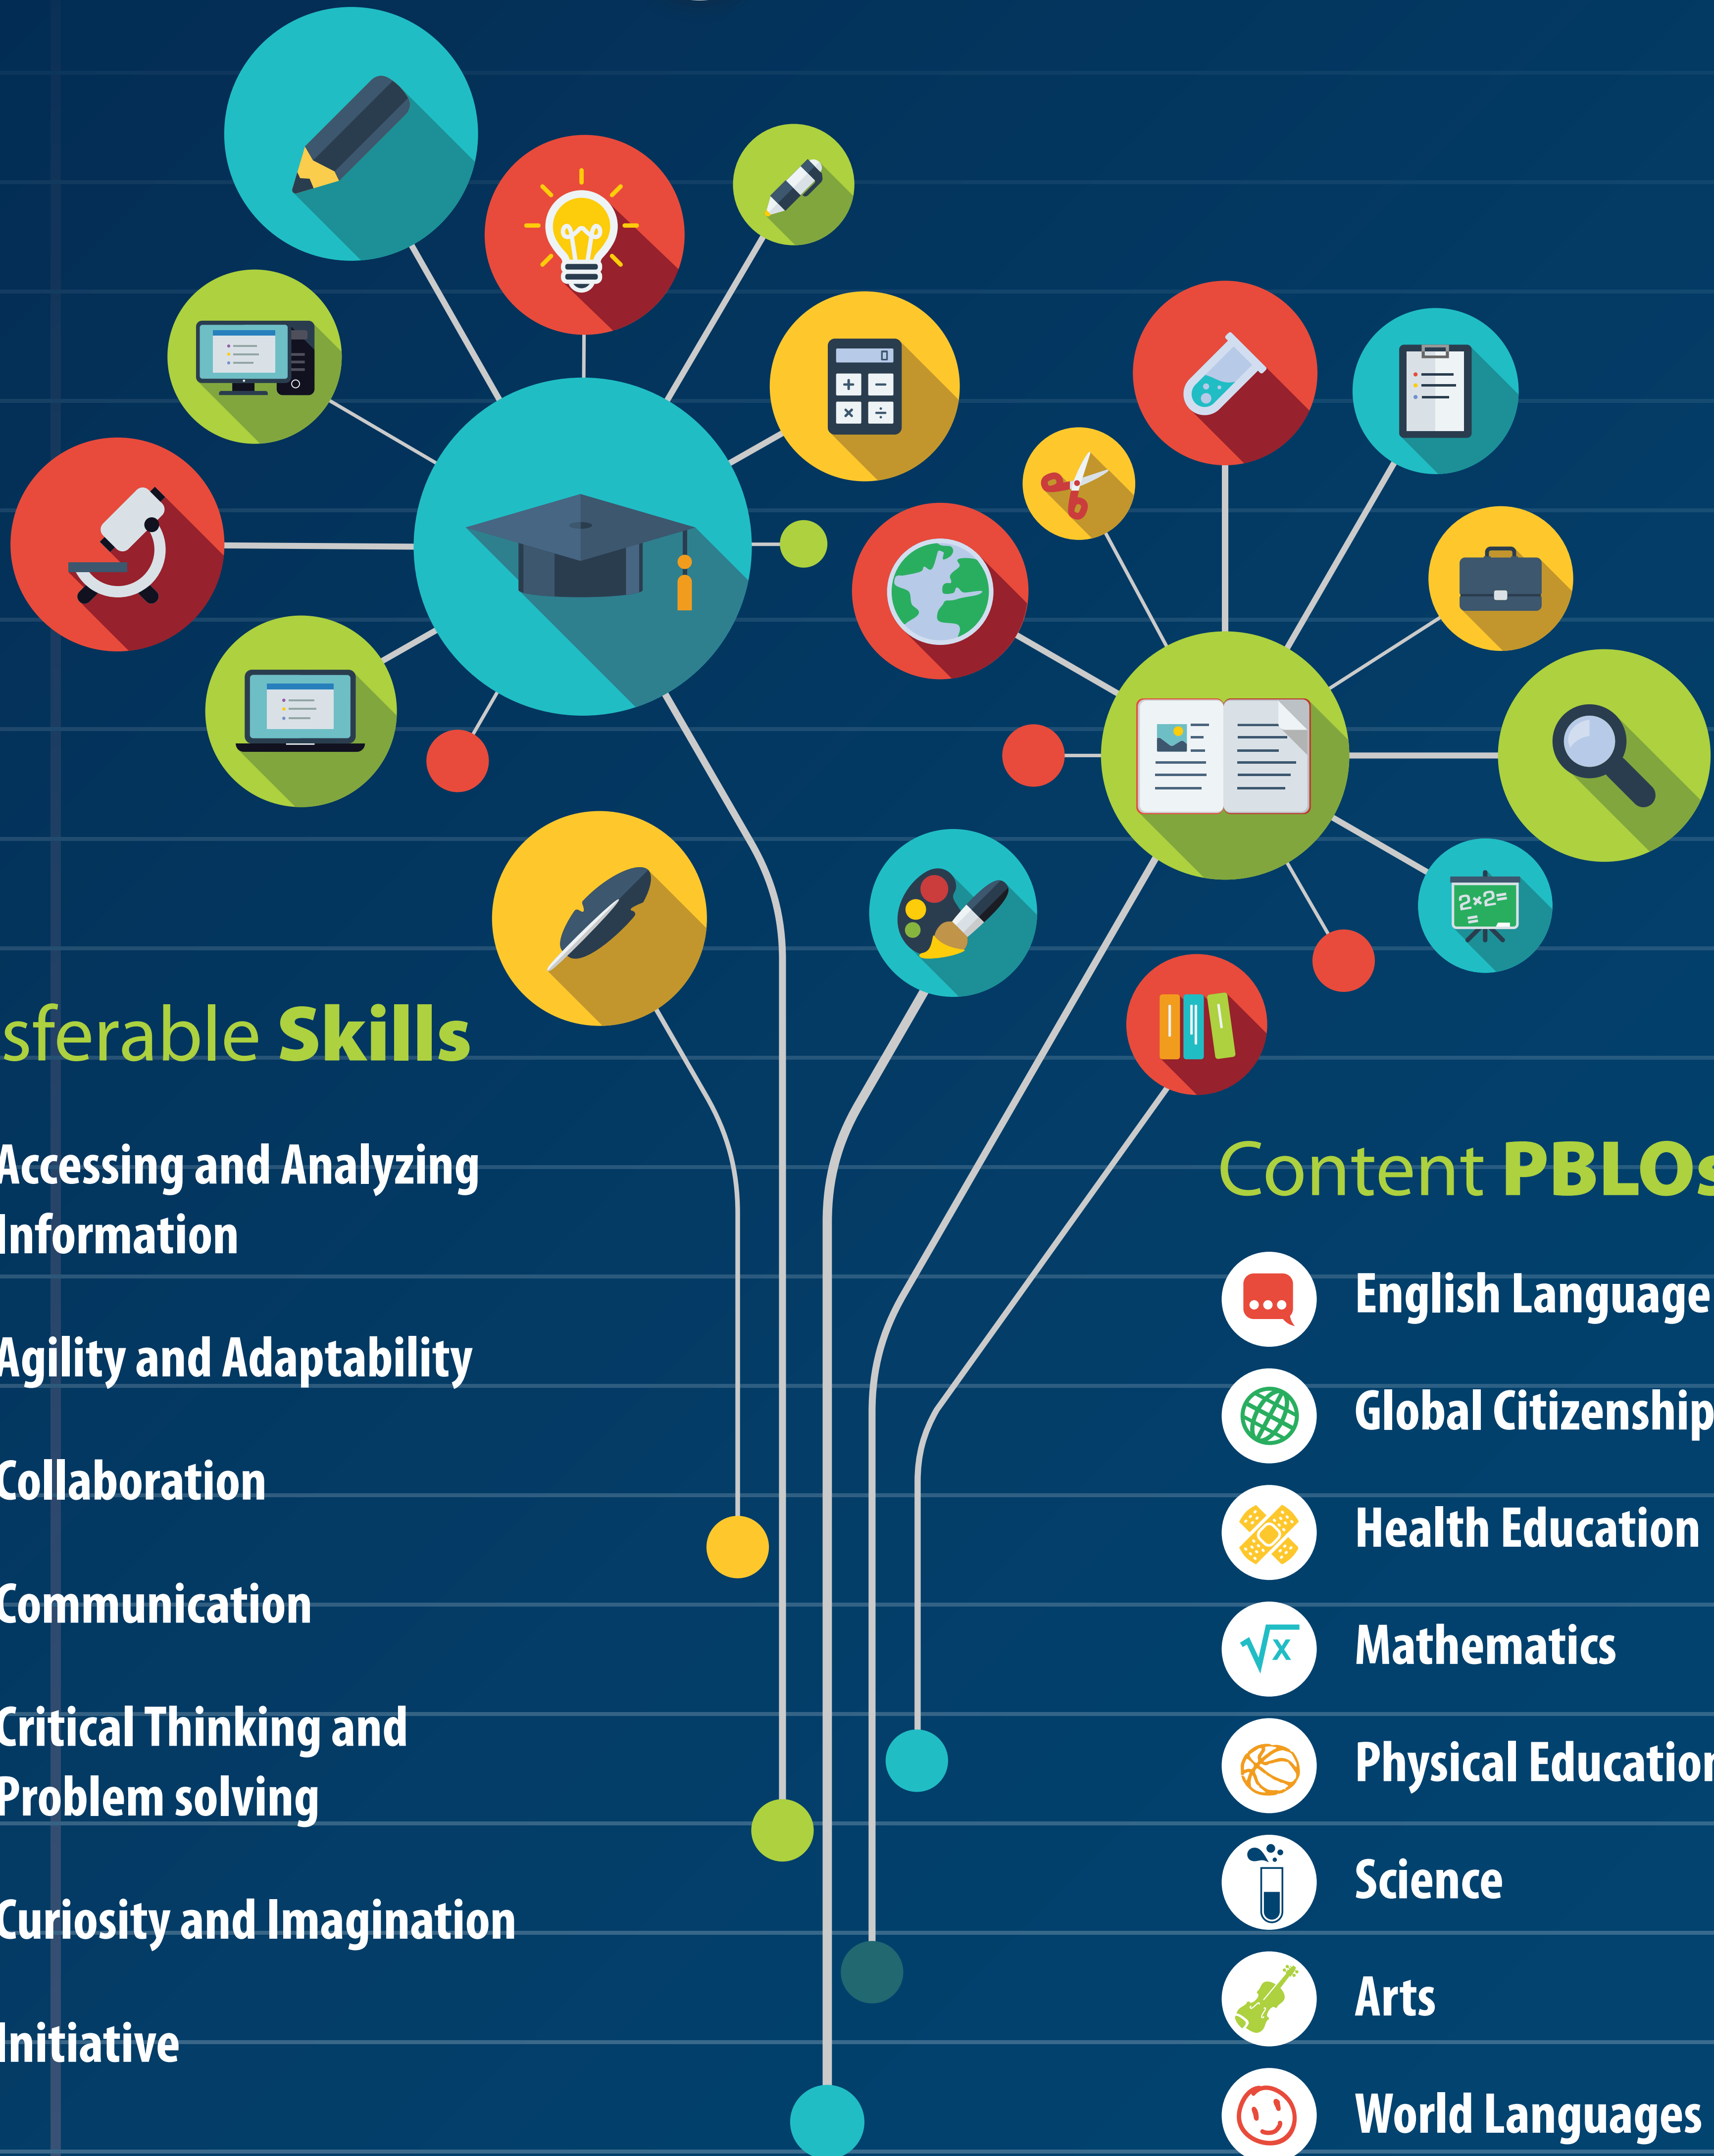 0
+ −
× ÷
2×2=
=
sferable Skills
Accessing and Analyzing
Information
Agility and Adaptability
Collaboration
Communication
Critical Thinking and
Problem solving
Curiosity and Imagination
Initiative
Content PBLOs
English Language
Global Citizenship
Health Education
√x
Mathematics
Physical Education
Science
Arts
World Languages